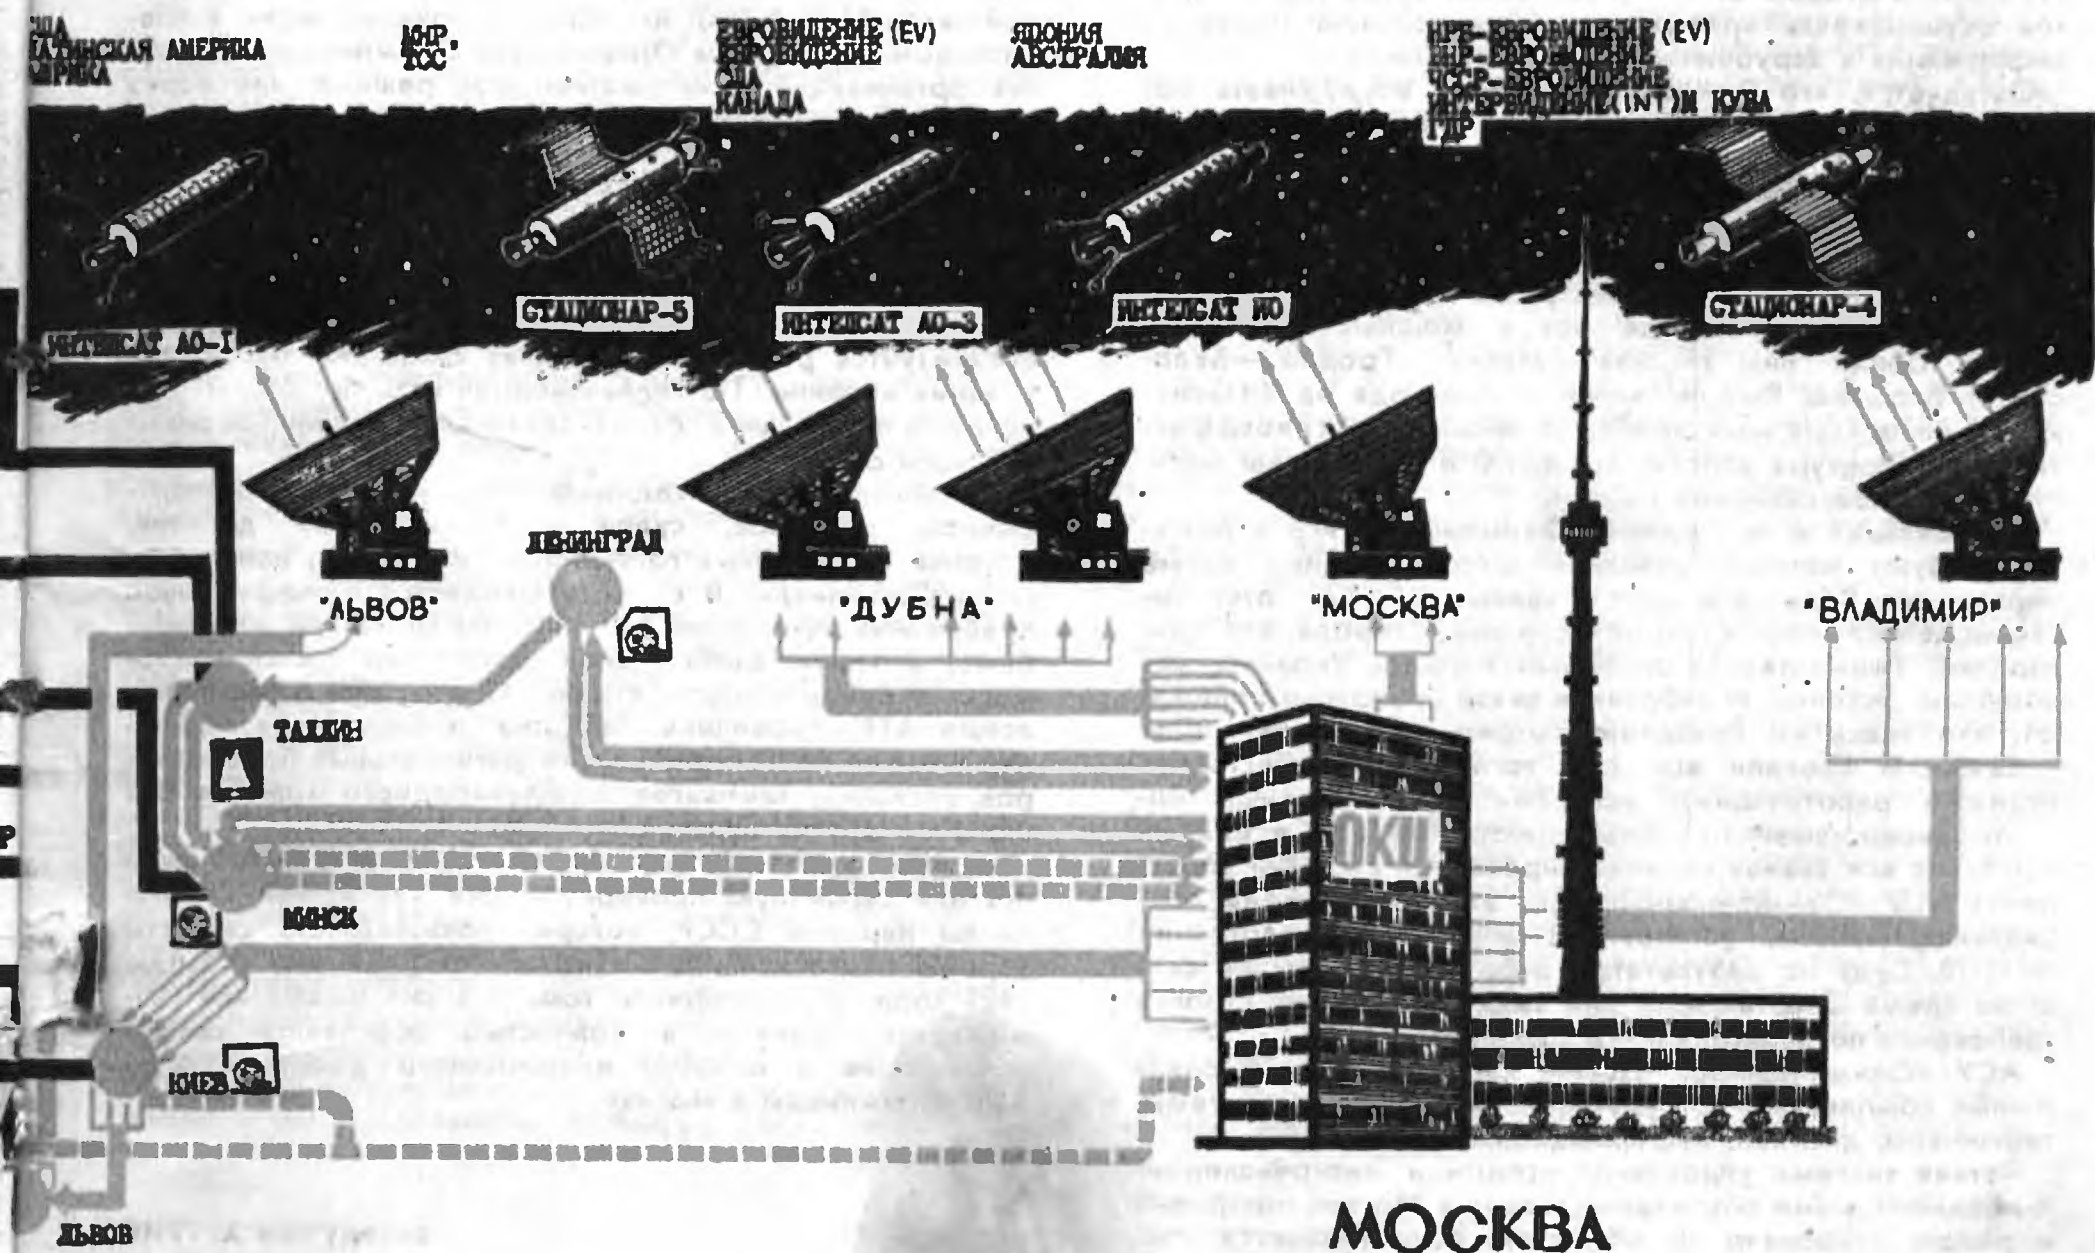 США
ЛАТИНСКАЯ АМЕРИКА
АФРИКА
МНР
ТСС"
ЕВРОВИДЕНИЕ (EV)
ЕВРОВИДЕНИЕ
США
КАНАДА
ЯПОНИЯ
АВСТРАЛИЯ
НРБ-ЕВРОВИДЕНИЕ (EV)
ВНР-ЕВРОВИДЕНИЕ
ЧССР-ЕВРОВИДЕНИЕ
ИНТЕРВИДЕНИЕ(INT)И КУБА
ГДР
ИНТЕЛСАТ АО-I
СТАЦИОНАР-5
ИНТЕЛСАТ АО-3
ИНТЕЛСАТ ИО
СТАЦИОНАР-4
"ЛЬВОВ"
ЛЕНИНГРАД
"ДУБНА"
"МОСКВА"
"ВЛАДИМИР"
ТАЛЛИН
Р
ОКЦ
МИНСК
КИЕВ
ЛЬВОВ
МОСКВА